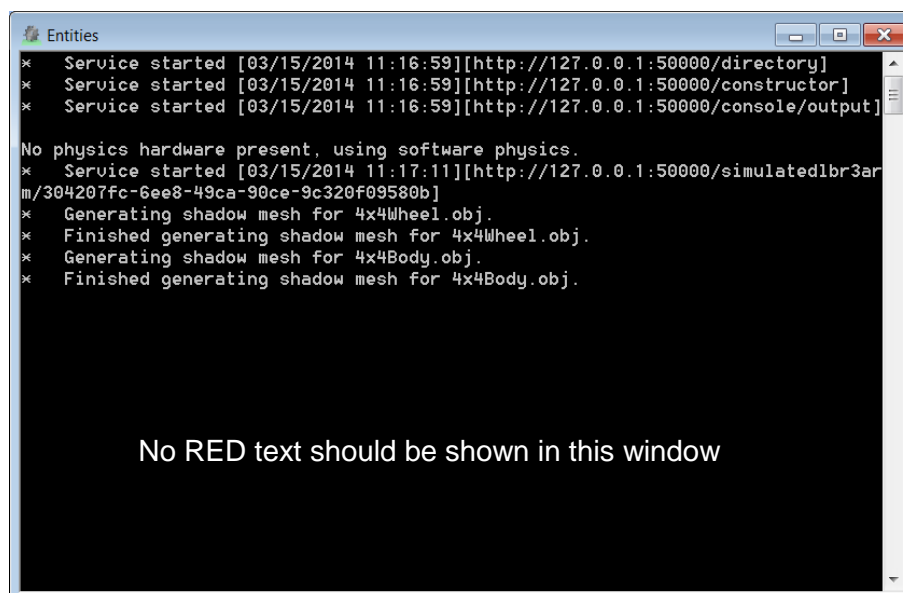 Entities
*   Service started [03/15/2014 11:16:59][http://127.0.0.1:50000/directory]
*   Service started [03/15/2014 11:16:59][http://127.0.0.1:50000/constructor]
*   Service started [03/15/2014 11:16:59][http://127.0.0.1:50000/console/output]
No physics hardware present, using software physics.
*   Service started [03/15/2014 11:17:11][http://127.0.0.1:50000/simulatedlbr3ar
m/304207fc-6ee8-49ca-90ce-9c320f09580b]
*   Generating shadow mesh for 4x4Wheel.obj.
*   Finished generating shadow mesh for 4x4Wheel.obj.
*   Generating shadow mesh for 4x4Body.obj.
*   Finished generating shadow mesh for 4x4Body.obj.
No RED text should be shown in this window